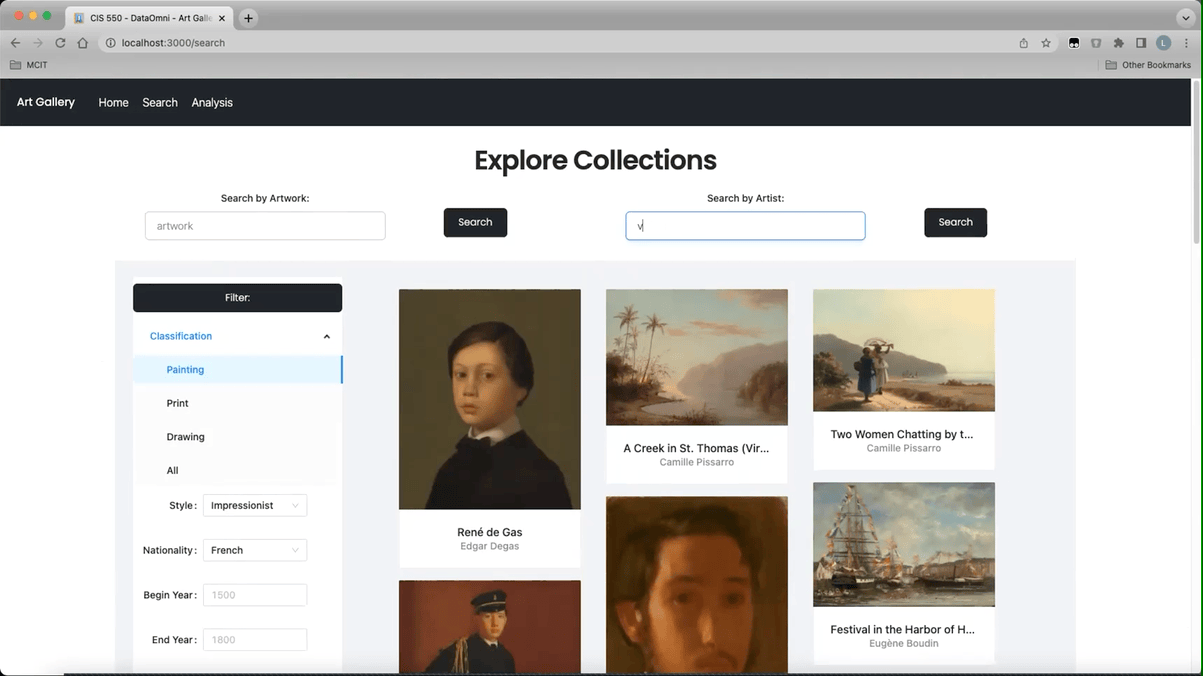 CIS 550 - DataOmni - Art Galle
localhost:3000/search
MCIT
Other Bookmarks
L
Art Gallery Home Search Analysis
Explore Collections
Search by Artwork:
artwork
Search
Search by Artist:
v
Search
Filter:
Classification
Painting
Print
Drawing
All
Style: Impressionist
Nationality: French
Begin Year: 1500
End Year: 1800
René de Gas
Edgar Degas
A Creek in St. Thomas (Vir...
Camille Pissarro
Two Women Chatting by t...
Camille Pissarro
Festival in the Harbor of H...
Eugène Boudin